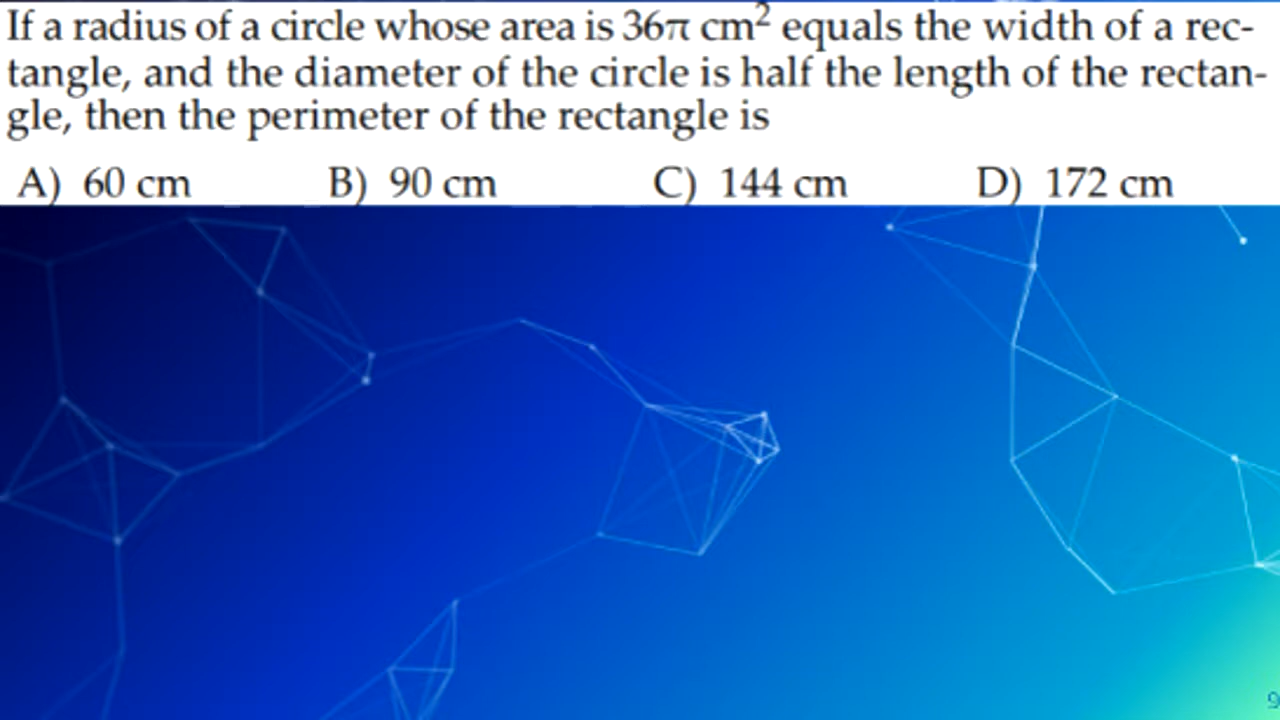 If a radius of a circle whose area is 36π cm² equals the width of a rec-
tangle, and the diameter of the circle is half the length of the rectan-
gle, then the perimeter of the rectangle is
A) 60 cm B) 90 cm C) 144 cm D) 172 cm
9